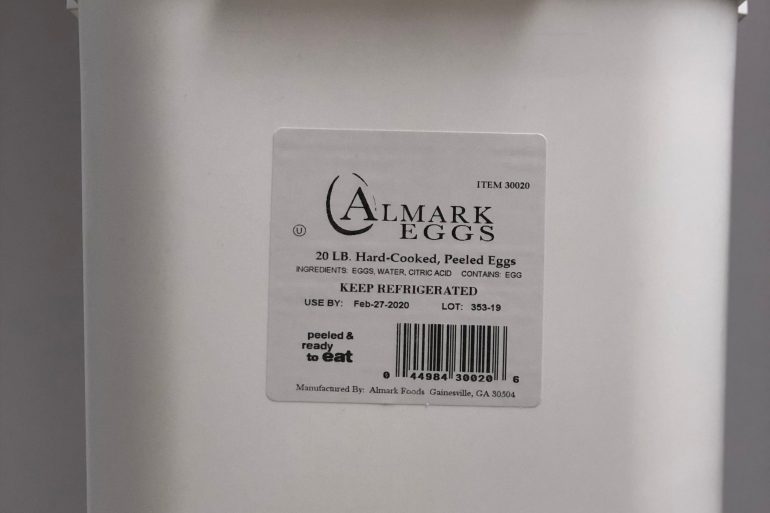 ITEM 30020
ALMARK
EGGS
U
20 LB. Hard-Cooked, Peeled Eggs
INGREDIENTS: EGGS, WATER, CITRIC ACID CONTAINS: EGG
KEEP REFRIGERATED
USE BY: Feb-27-2020 LOT: 353-19
peeled &
ready
to eat
0 44984 30020 6
Manufactured By: Almark Foods Gainesville, GA 30504